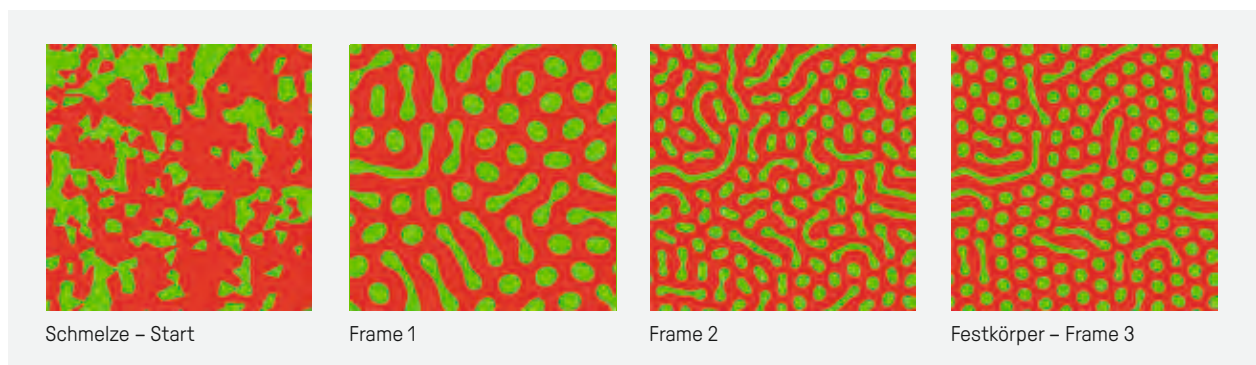 Schmelze – Start
Frame 1
Frame 2
Festkörper – Frame 3